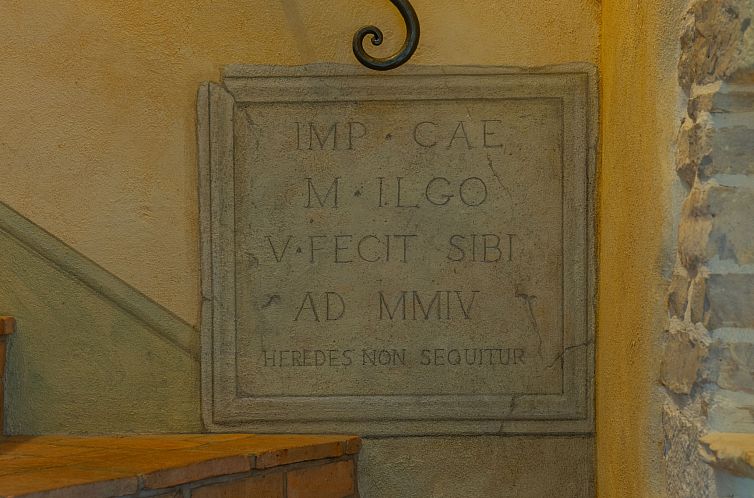 IMP · CAE
M · ILGO
V · FECIT SIBI
AD MMIV
HEREDES NON SEQUITUR